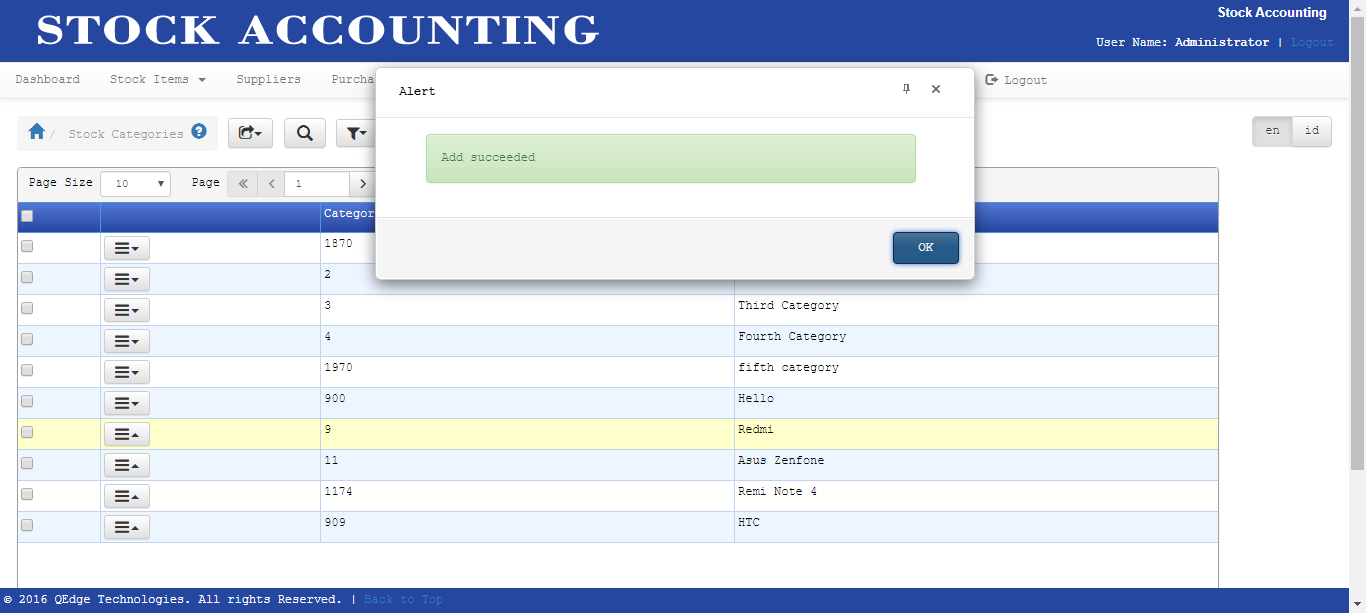 STOCK ACCOUNTING
Stock Accounting
User Name: Administrator | Logout
Dashboard Stock Items Suppliers Purcha Logout
Alert
/ Stock Categories
en id
Add succeeded
Page Size 10 Page 1
Categor
OK
1870
2
3 Third Category
4 Fourth Category
1970 fifth category
900 Hello
9 Redmi
11 Asus Zenfone
1174 Remi Note 4
909 HTC
© 2016 QEdge Technologies. All rights Reserved. | Back to Top